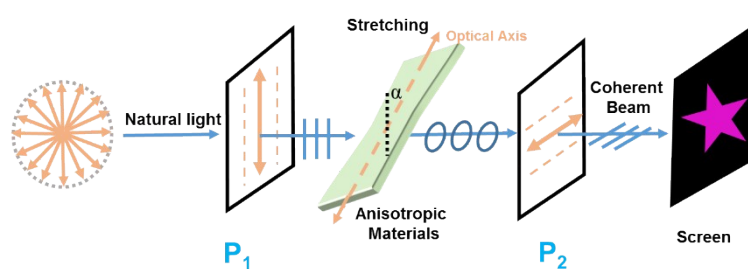 Stretching
Optical Axis
α
Natural light
Coherent
Beam
Anisotropic
Materials
P1
P2
Screen